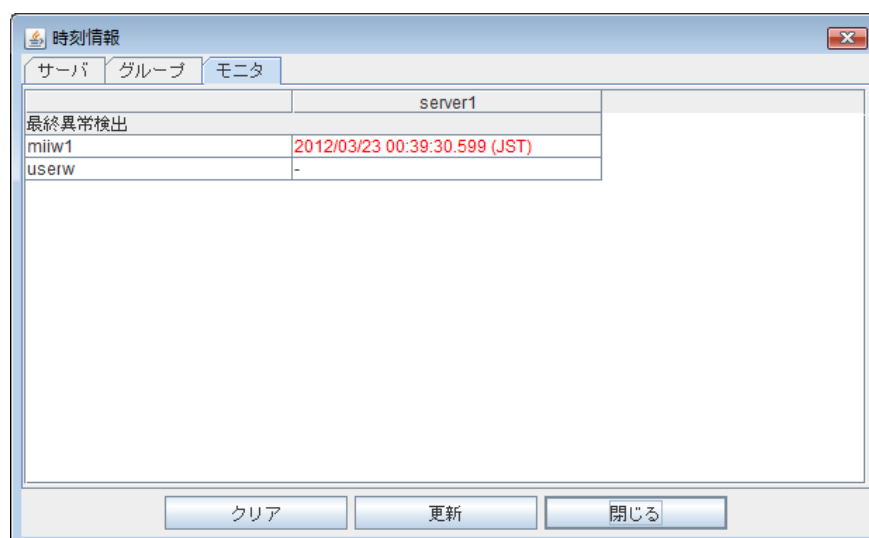 時刻情報
サーバ グループ モニタ
server1
最終異常検出
miiw1 2012/03/23 00:39:30.599 (JST)
userw -
クリア 更新 閉じる